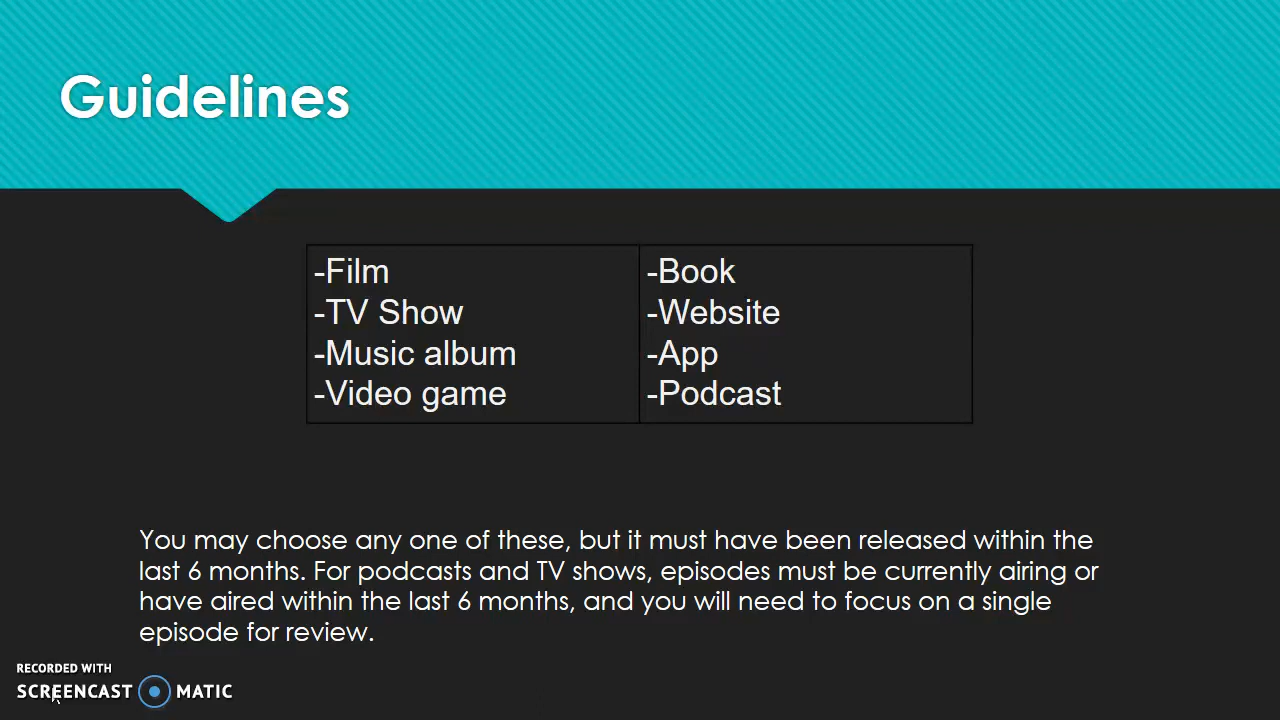 Guidelines
-Film
-TV Show
-Music album
-Video game
-Book
-Website
-App
-Podcast
You may choose any one of these, but it must have been released within the
last 6 months. For podcasts and TV shows, episodes must be currently airing or
have aired within the last 6 months, and you will need to focus on a single
episode for review.
RECORDED WITH
SCREENCAST MATIC